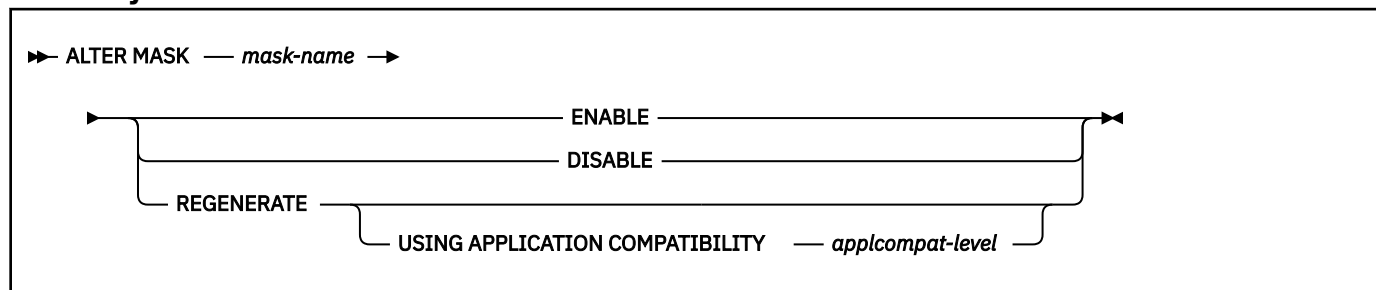 ALTER MASK mask-name
ENABLE
DISABLE
REGENERATE
USING APPLICATION COMPATIBILITY applcompat-level